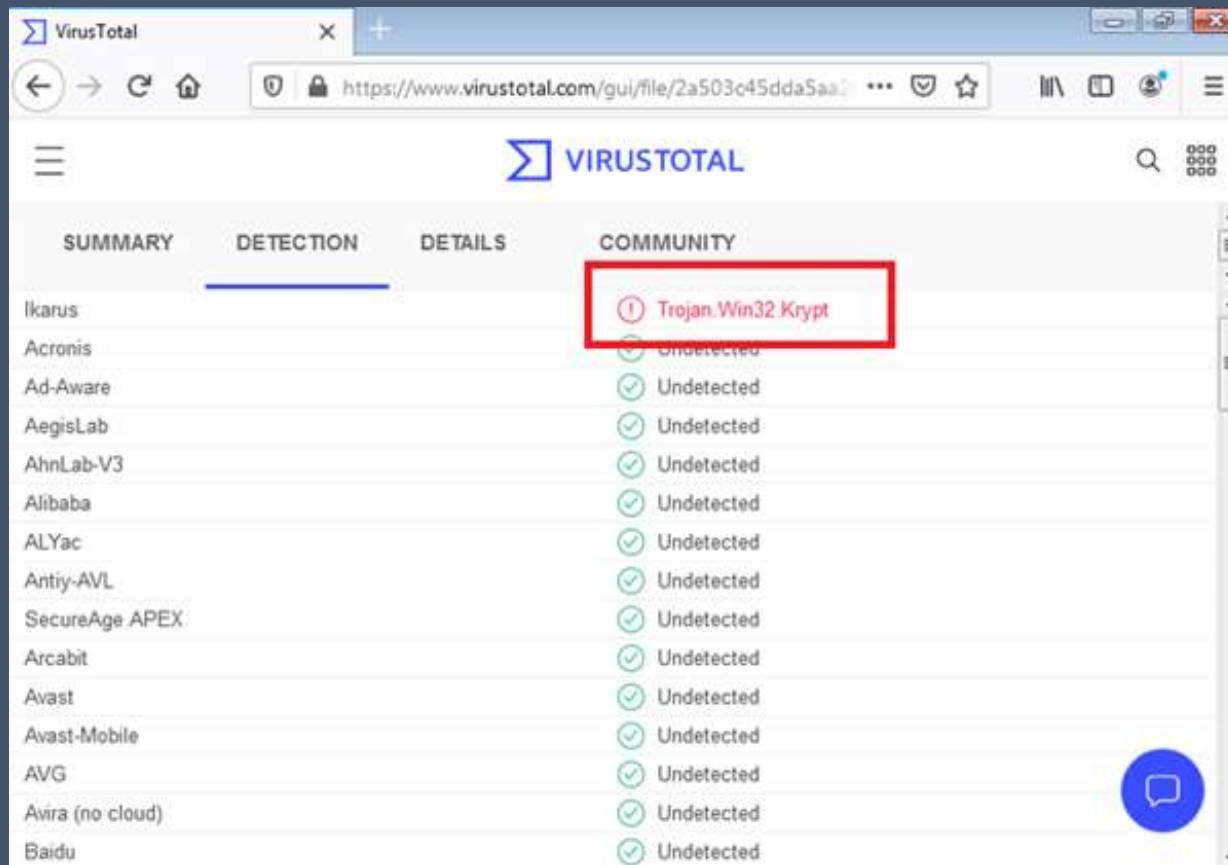 VirusTotal
https://www.virustotal.com/gui/file/2a503c45dda5aa2
VIRUSTOTAL
SUMMARY DETECTION DETAILS COMMUNITY
Ikarus Trojan.Win32.Krypt
Acronis Undetected
Ad-Aware Undetected
AegisLab Undetected
AhnLab-V3 Undetected
Alibaba Undetected
ALYac Undetected
Antiy-AVL Undetected
SecureAge APEX Undetected
Arcabit Undetected
Avast Undetected
Avast-Mobile Undetected
AVG Undetected
Avira (no cloud) Undetected
Baidu Undetected